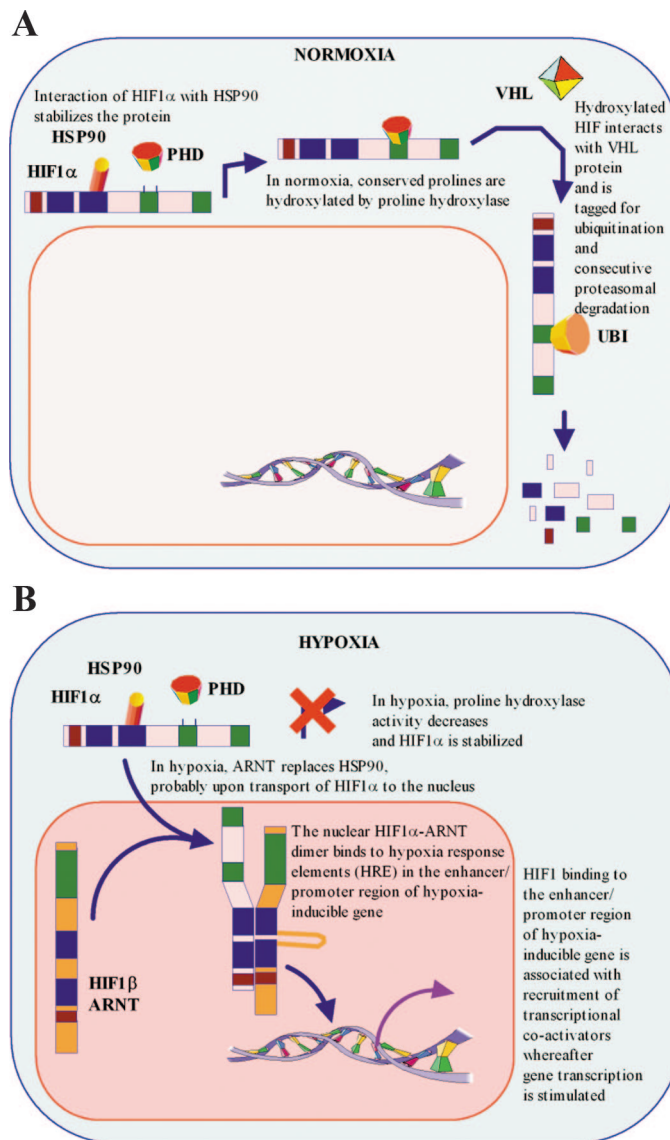 A
NORMOXIA
Interaction of HIF1α with HSP90
stabilizes the protein
HSP90
PHD
HIF1α
In normoxia, conserved prolines are
hydroxylated by proline hydroxylase
VHL
Hydroxylated
HIF interacts
with VHL
protein
and is
tagged for
ubiquitination
and
consecutive
proteasomal
degradation
UBI
B
HYPOXIA
HSP90
PHD
HIF1α
In hypoxia, proline hydroxylase
activity decreases
and HIF1α is stabilized
In hypoxia, ARNT replaces HSP90,
probably upon transport of HIF1α to the nucleus
The nuclear HIF1α-ARNT
dimer binds to hypoxia response
elements (HRE) in the enhancer/
promoter region of hypoxia-
inducible gene
HIF1β
ARNT
HIF1 binding to
the enhancer/
promoter region
of hypoxia-
inducible gene is
associated with
recruitment of
transcriptional
co-activators
whereafter
gene transcription
is stimulated